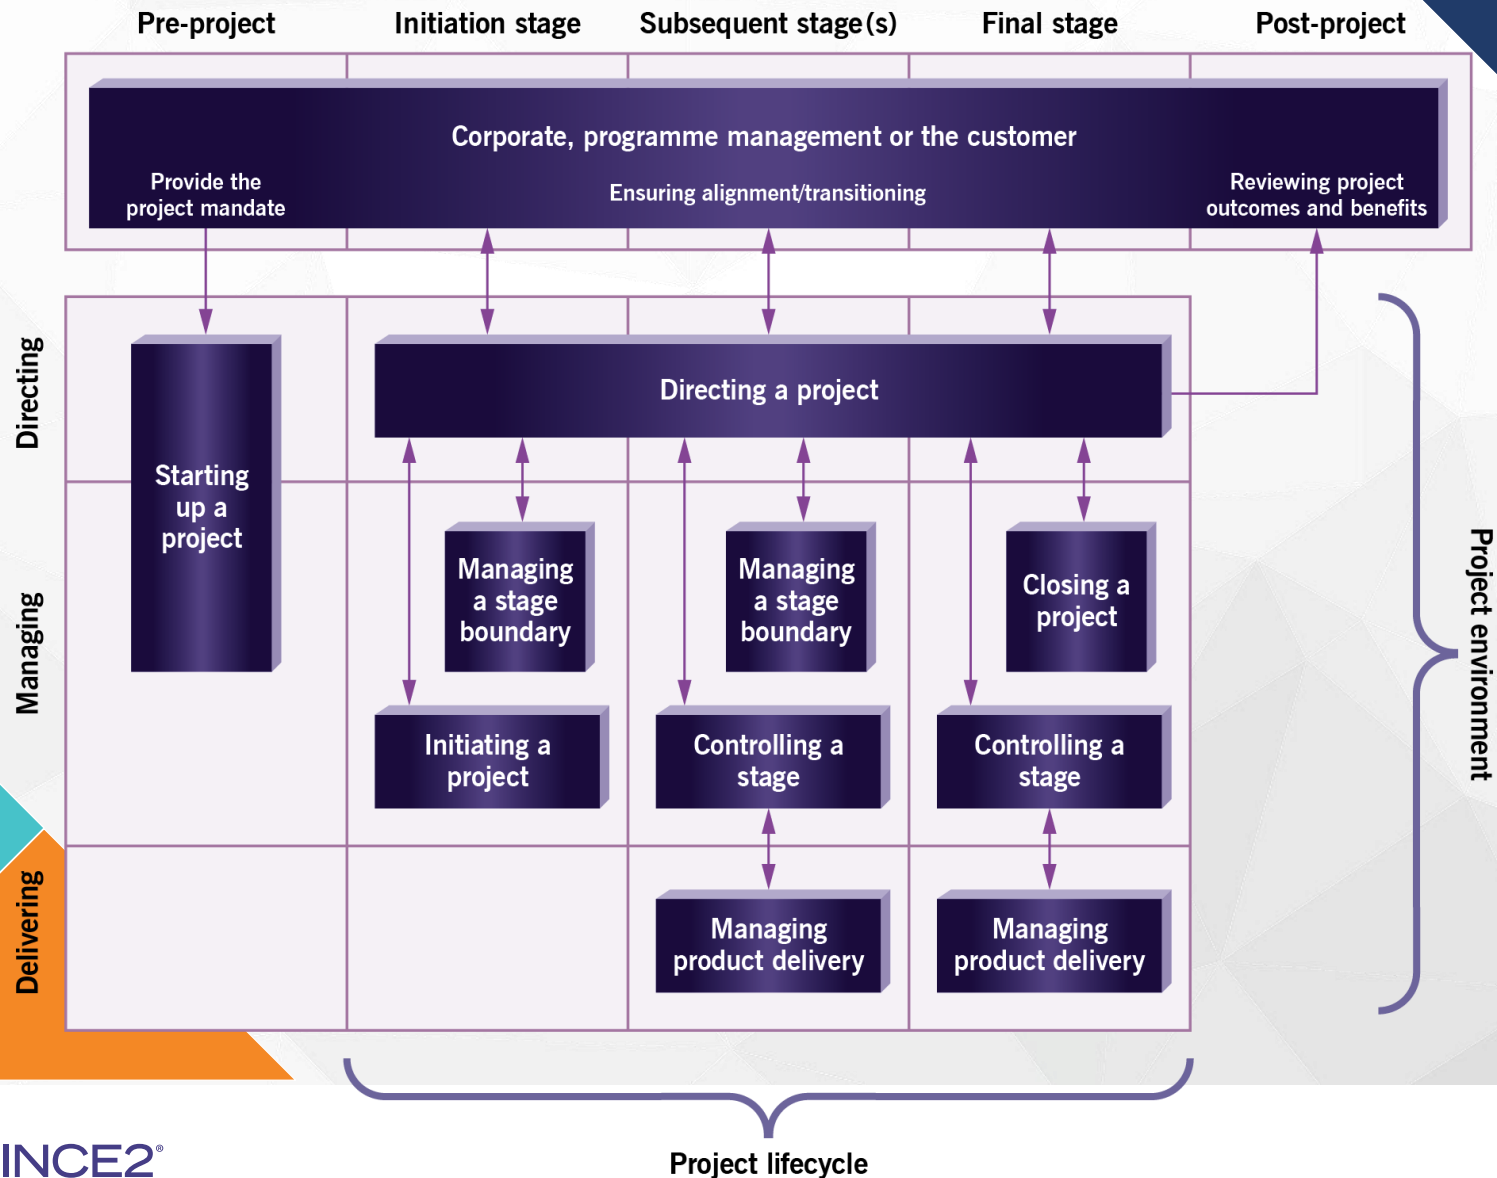 Pre-project
Initiation stage
Subsequent stage(s)
Final stage
Post-project
Corporate, programme management or the customer
Provide the
project mandate
Ensuring alignment/transitioning
Reviewing project
outcomes and benefits
Directing
Directing a project
Starting
up a
project
Managing
Managing
a stage
boundary
Managing
a stage
boundary
Closing a
project
Initiating a
project
Controlling a
stage
Controlling a
stage
Delivering
Managing
product delivery
Managing
product delivery
Project environment
Project lifecycle
INCE2®